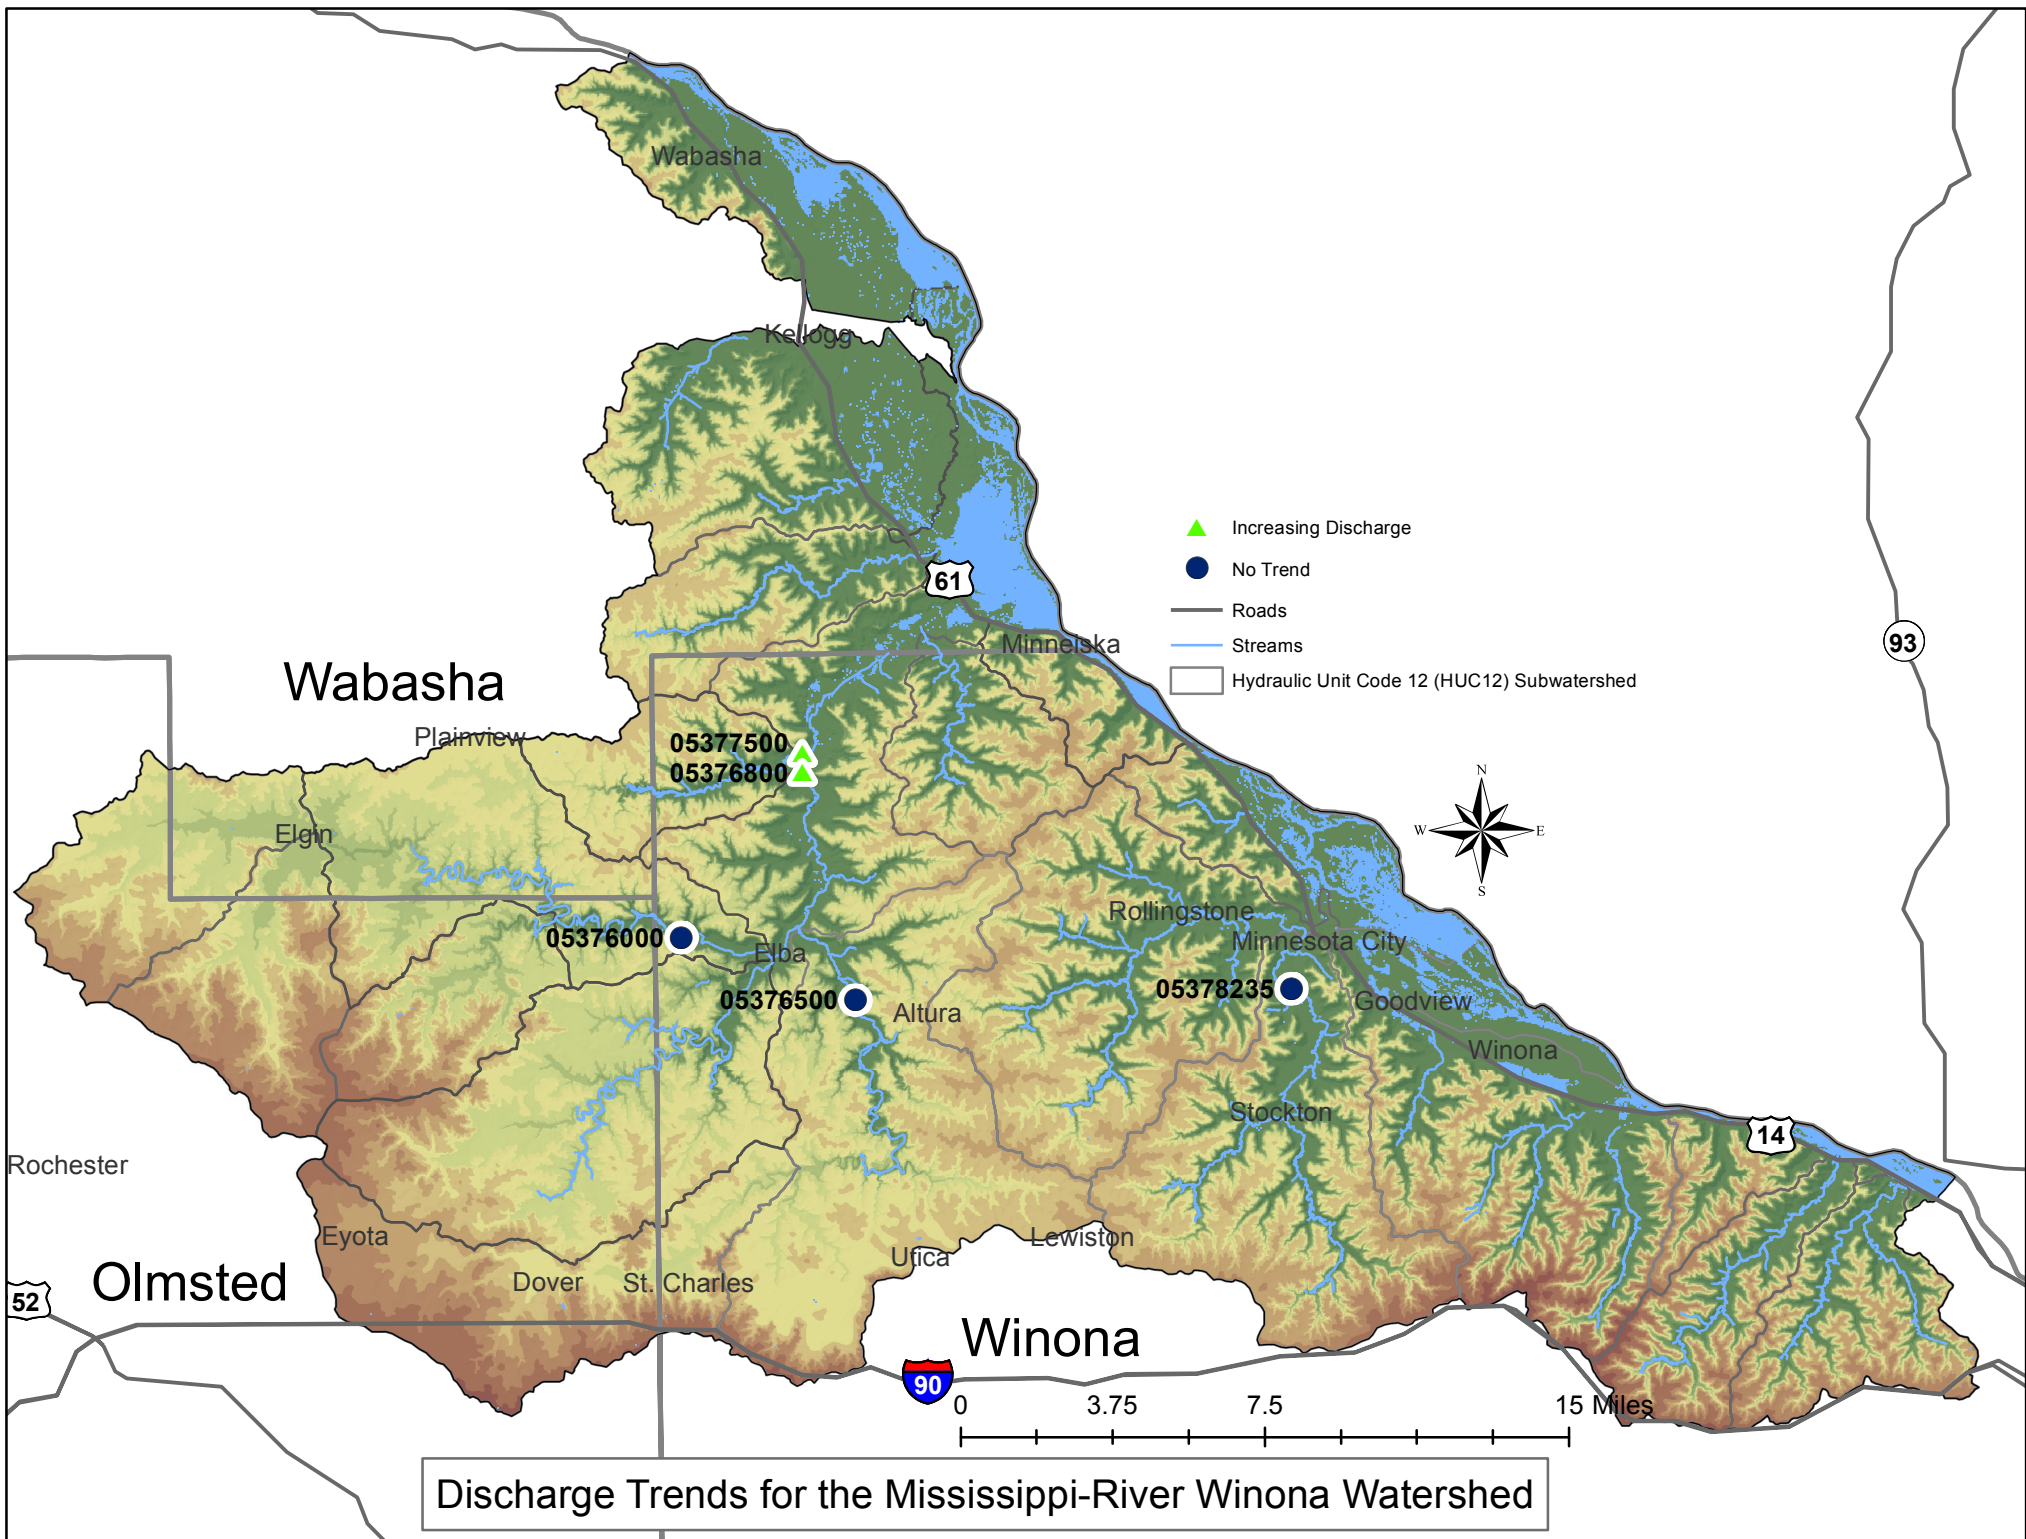 Wabasha
Kellogg
Increasing Discharge
No Trend
61
Roads
Minneiska
Streams
93
Wabasha
Hydraulic Unit Code 12 (HUC12) Subwatershed
Plainview
05377500
05376800
N
W
E
S
Elgin
Rollingstone
05376000
Elba
Minnesota City
05376500
Altura
05378235
Goodview
Winona
Stockton
14
Rochester
Eyota
Utica
Lewiston
Olmsted
Dover
St. Charles
52
Winona
90
0 3.75 7.5 15 Miles
Discharge Trends for the Mississippi-River Winona Watershed